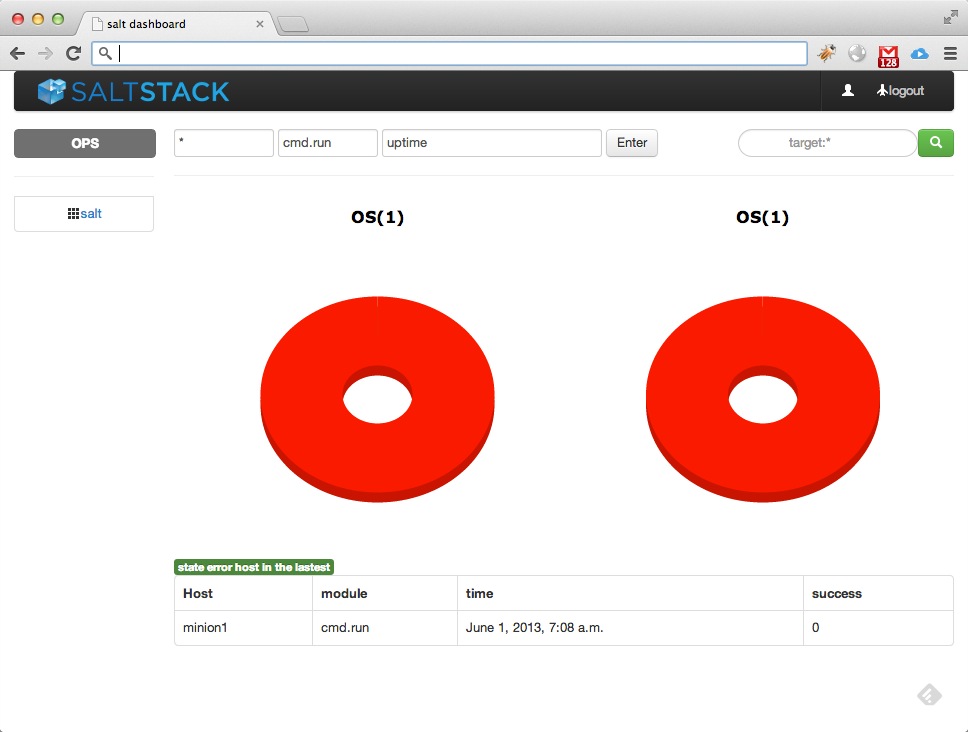 salt dashboard
128
SALTSTACK
logout
OPS
* cmd.run uptime Enter target:*
salt
OS(1) OS(1)
state error host in the lastest
Host module time success
minion1 cmd.run June 1, 2013, 7:08 a.m. 0